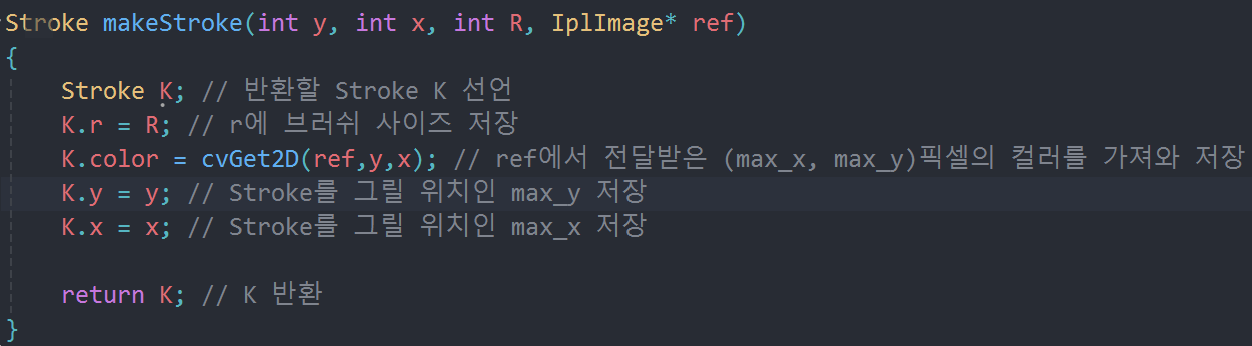 Stroke makeStroke(int y, int x, int R, IplImage* ref)
{
    Stroke K; // 반환할 Stroke K 선언
    K.r = R; // r에 브러쉬 사이즈 저장
    K.color = cvGet2D(ref,y,x); // ref에서 전달받은 (max_x, max_y)픽셀의 컬러를 가져와 저장
    K.y = y; // Stroke를 그릴 위치인 max_y 저장
    K.x = x; // Stroke를 그릴 위치인 max_x 저장
    return K; // K 반환
}